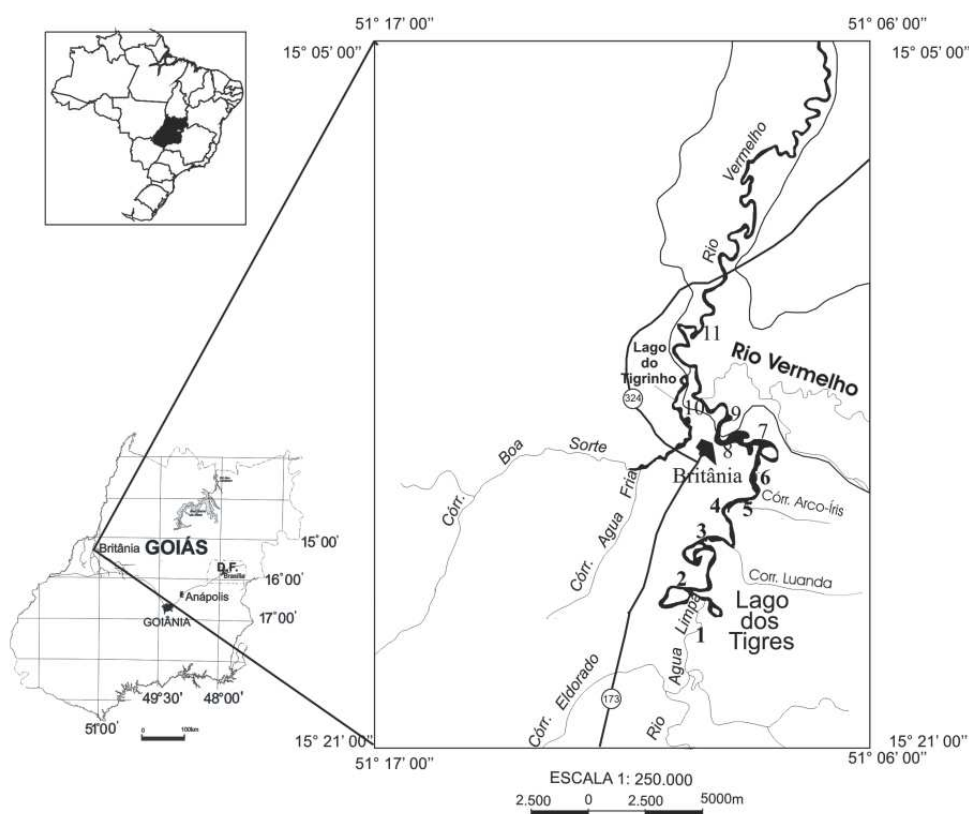 51° 17' 00"
51° 06' 00"
15° 05' 00"
15° 05' 00"
Vermelho
Rio
11
Lago
do
Tigrinho
Rio Vermelho
324
10
9
7
8
Britânia
6
Córr. Boa Sorte
Córr. Agua Fria
4
5
Córr. Arco-Íris
3
Corr. Luanda
2
Lago
dos
Tigres
1
Rio Agua Limpa
Córr. Eldorado
173
Britânia
GOIÁS
D.F.
Brasília
Anápolis
GOIÂNIA
15°00'
16°00'
17°00'
49°30'
48°00'
51°00'
0
100km
15° 21' 00"
15° 21' 00"
51° 17' 00"
51° 06' 00"
ESCALA 1: 250.000
2.500
0
2.500
5000m